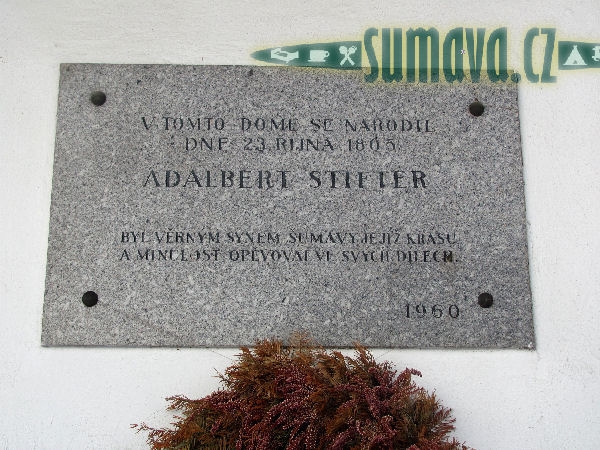 sumava.cz
V TOMTO DOMĚ SE NARODIL
DNE 23. ŘÍJNA 1805
ADALBERT STIFTER
BYL VĚRNÝM SYNEM ŠUMAVY JEJÍŽ KRÁSU
A MINULOST OPĚVOVAL VE SVÝCH DÍLECH.
1960